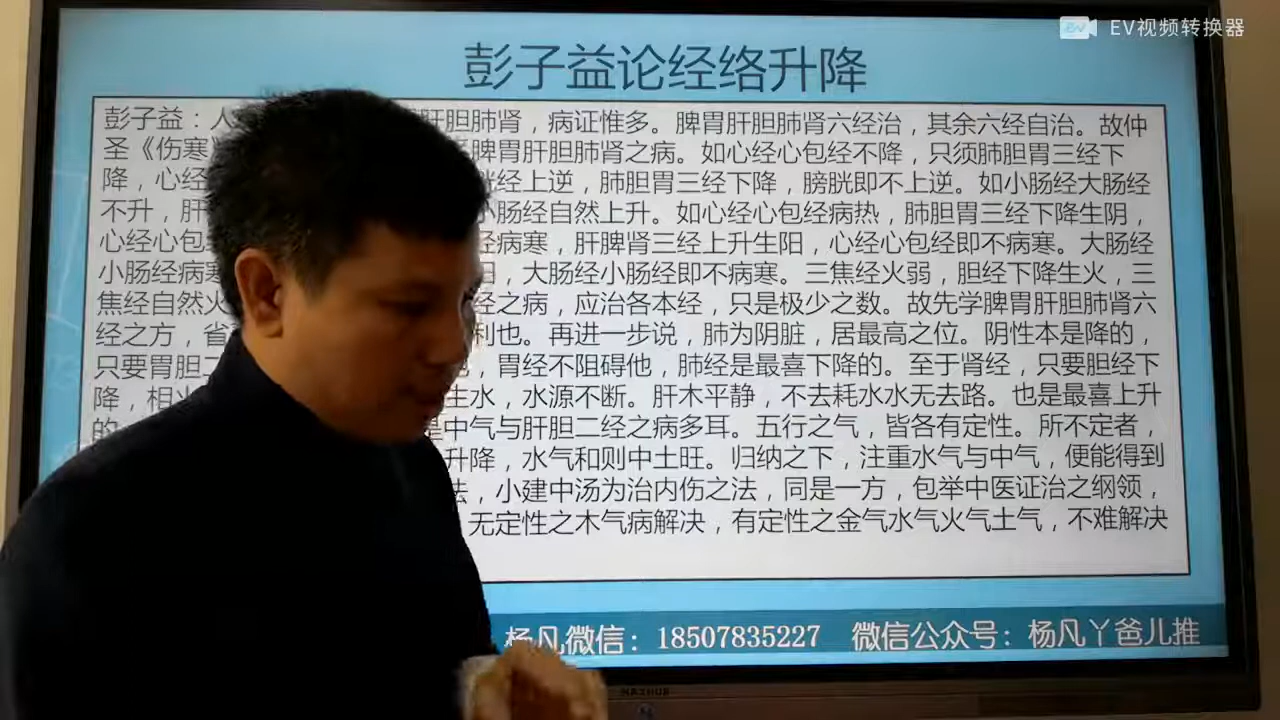 EV视频转换器
彭子益论经络升降
彭子益：人 肝胆肺肾，病证惟多。脾胃肝胆肺肾六经治，其余六经自治。故仲
圣《伤寒 脾胃肝胆肺肾之病。如心经心包经不降，只须肺胆胃三经下
降，心经 胱经上逆，肺胆胃三经下降，膀胱即不上逆。如小肠经大肠经
不升，肝 小肠经自然上升。如心经心包经病热，肺胆胃三经下降生阴，
心经心包 经病寒，肝脾肾三经上升生阳，心经心包经即不病寒。大肠经
小肠经病寒 阳，大肠经小肠经即不病寒。三焦经火弱，胆经下降生火，三
焦经自然火 经之病，应治各本经，只是极少之数。故先学脾胃肝胆肺肾六
经之方，省 利也。再进一步说，肺为阴脏，居最高之位。阴性本是降的，
只要胃胆二 ，胃经不阻碍他，肺经是最喜下降的。至于肾经，只要胆经下
降，相火 生水，水源不断。肝木平静，不去耗水水无去路。也是最喜上升
的 是中气与肝胆二经之病多耳。五行之气，皆各有定性。所不定者，
升降，水气和则中土旺。归纳之下，注重水气与中气，便能得到
法，小建中汤为治内伤之法，同是一方，包举中医证治之纲领，
无定性之木气病解决，有定性之金气水气火气土气，不难解决
杨凡微信：18507835227 微信公众号：杨凡丫爸儿推
MAXHUB